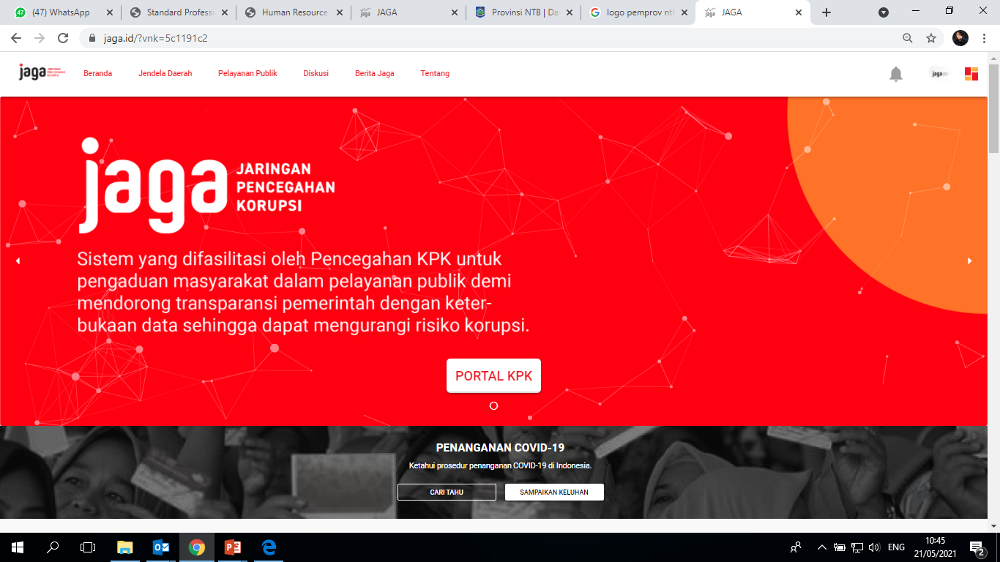 (47) WhatsApp
Standard Professi
Human Resource
JAGA
Provinsi NTB | Da
logo pemprov ntb
JAGA
jaga.id/?vnk=5c1191c2
jaga
Beranda
Jendela Daerah
Pelayanan Publik
Diskusi
Berita Jaga
Tentang
jaga
jaga
JARINGAN
PENCEGAHAN
KORUPSI
Sistem yang difasilitasi oleh Pencegahan KPK untuk
pengaduan masyarakat dalam pelayanan publik demi
mendorong transparansi pemerintah dengan keter-
bukaan data sehingga dapat mengurangi risiko korupsi.
PORTAL KPK
PENANGANAN COVID-19
Ketahui prosedur penanganan COVID-19 di Indonesia.
CARI TAHU
SAMPAIKAN KELUHAN
ENG
10:45
21/05/2021
2